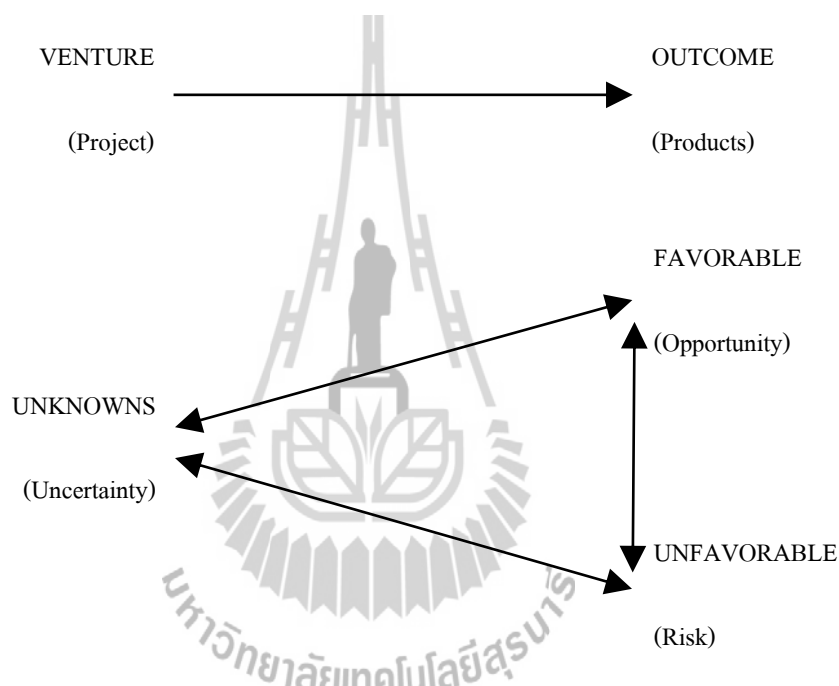 VENTURE
OUTCOME
(Project)
(Products)
FAVORABLE
(Opportunity)
UNKNOWNS
(Uncertainty)
UNFAVORABLE
(Risk)
มหาวิทยาลัยเทคโนโลยีสุรนารี